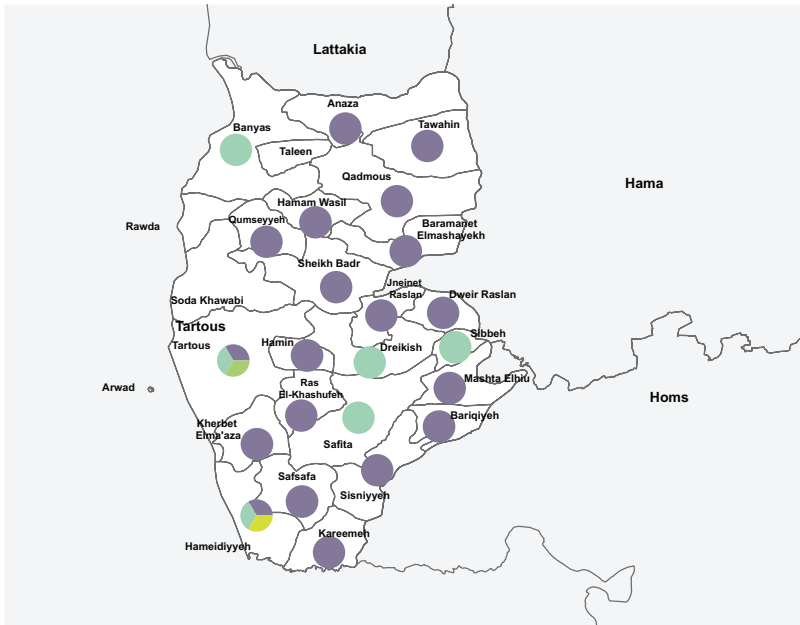 Lattakia
Anaza
Banyas
Tawahin
Taleen
Qadmous
Hama
Hamam Wasil
Qumseyyeh
Rawda
Baramanet
Elmashayekh
Sheikh Badr
Jneinet
Raslan
Dweir Raslan
Soda Khawabi
Tartous
Sibbeh
Tartous
Hamin
Dreikish
Mashta Elhiu
Arwad
Ras
El-Khashufeh
Homs
Bariqiyeh
Kherbet
Elma'aza
Safita
Safsafa
Sisniyyeh
Kareemeh
Hameidiyyeh